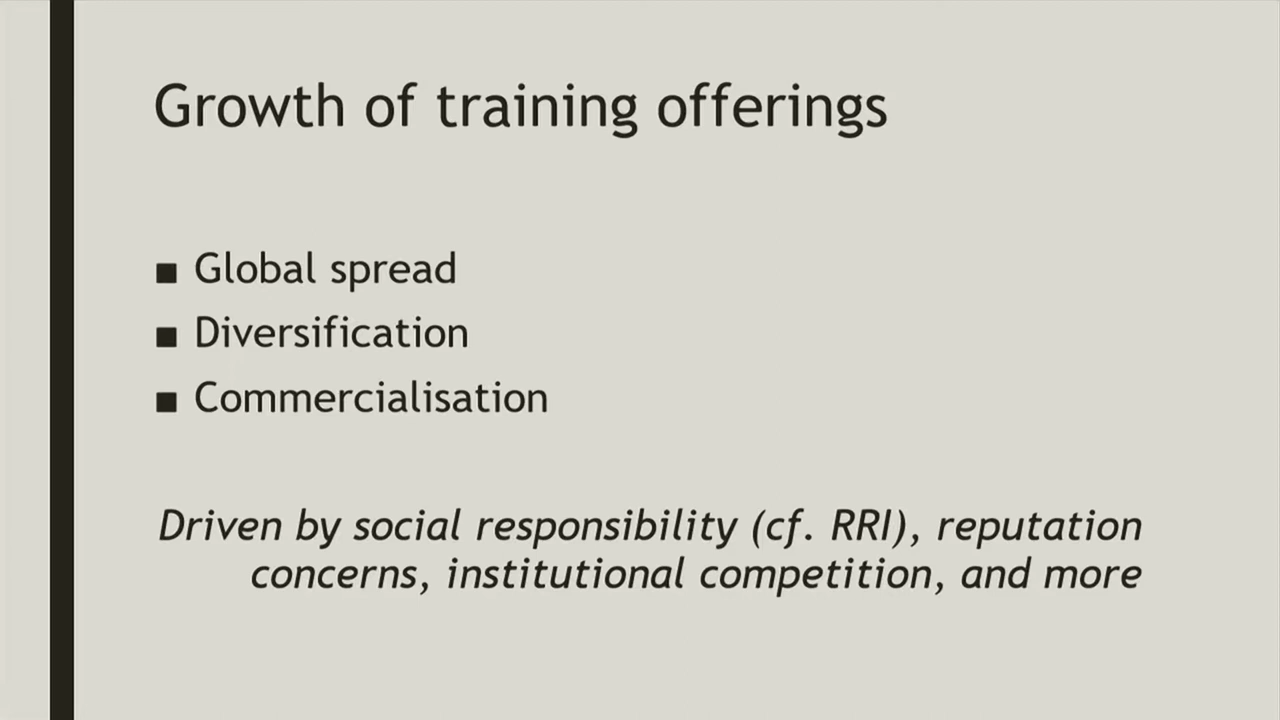 Growth of training offerings
■ Global spread
■ Diversification
■ Commercialisation
Driven by social responsibility (cf. RRI), reputation
concerns, institutional competition, and more